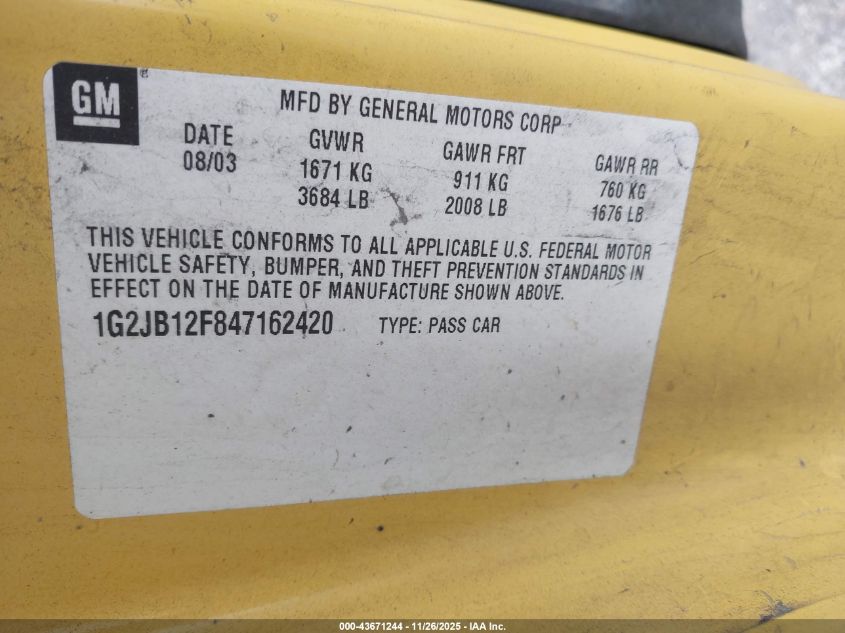 GM
®
MFD BY GENERAL MOTORS CORP
DATE GVWR GAWR FRT GAWR RR
08/03 1671 KG 911 KG 760 KG
3684 LB 2008 LB 1676 LB
THIS VEHICLE CONFORMS TO ALL APPLICABLE U.S. FEDERAL MOTOR
VEHICLE SAFETY, BUMPER, AND THEFT PREVENTION STANDARDS IN
EFFECT ON THE DATE OF MANUFACTURE SHOWN ABOVE.
1G2JB12F847162420 TYPE: PASS CAR
000-43671244 - 11/26/2025 - IAA Inc.